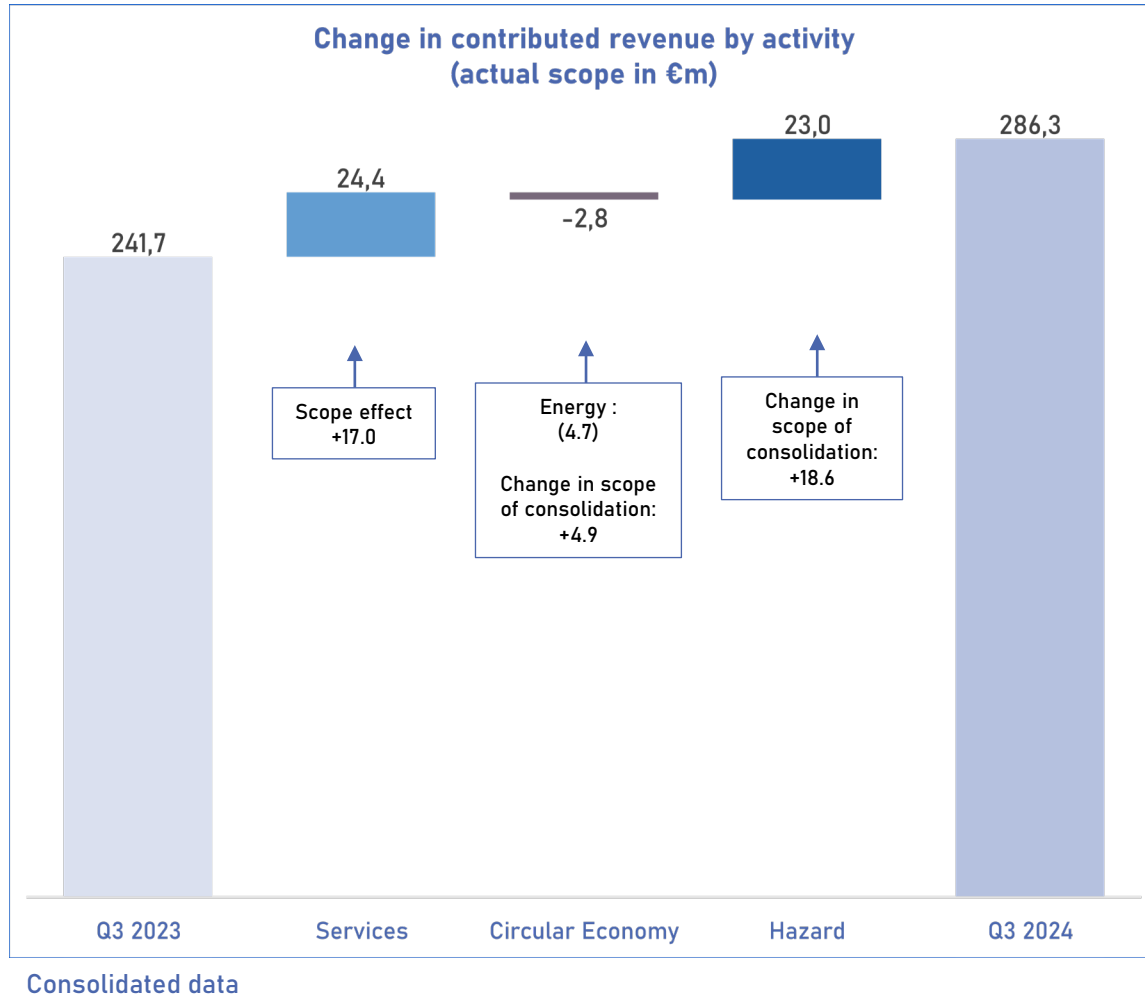 Change in contributed revenue by activity
(actual scope in €m)
241,7
24,4
-2,8
23,0
286,3
Scope effect
+17.0
Energy :
(4.7)
Change in scope
of consolidation:
+4.9
Change in
scope of
consolidation:
+18.6
Q3 2023
Services
Circular Economy
Hazard
Q3 2024
Consolidated data